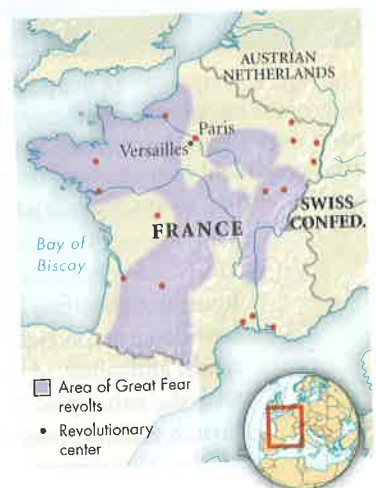 AUSTRIAN
NETHERLANDS
Paris
Versailles
SWISS
CONFED.
FRANCE
Bay of
Biscay
Area of Great Fear
revolts
• Revolutionary
center